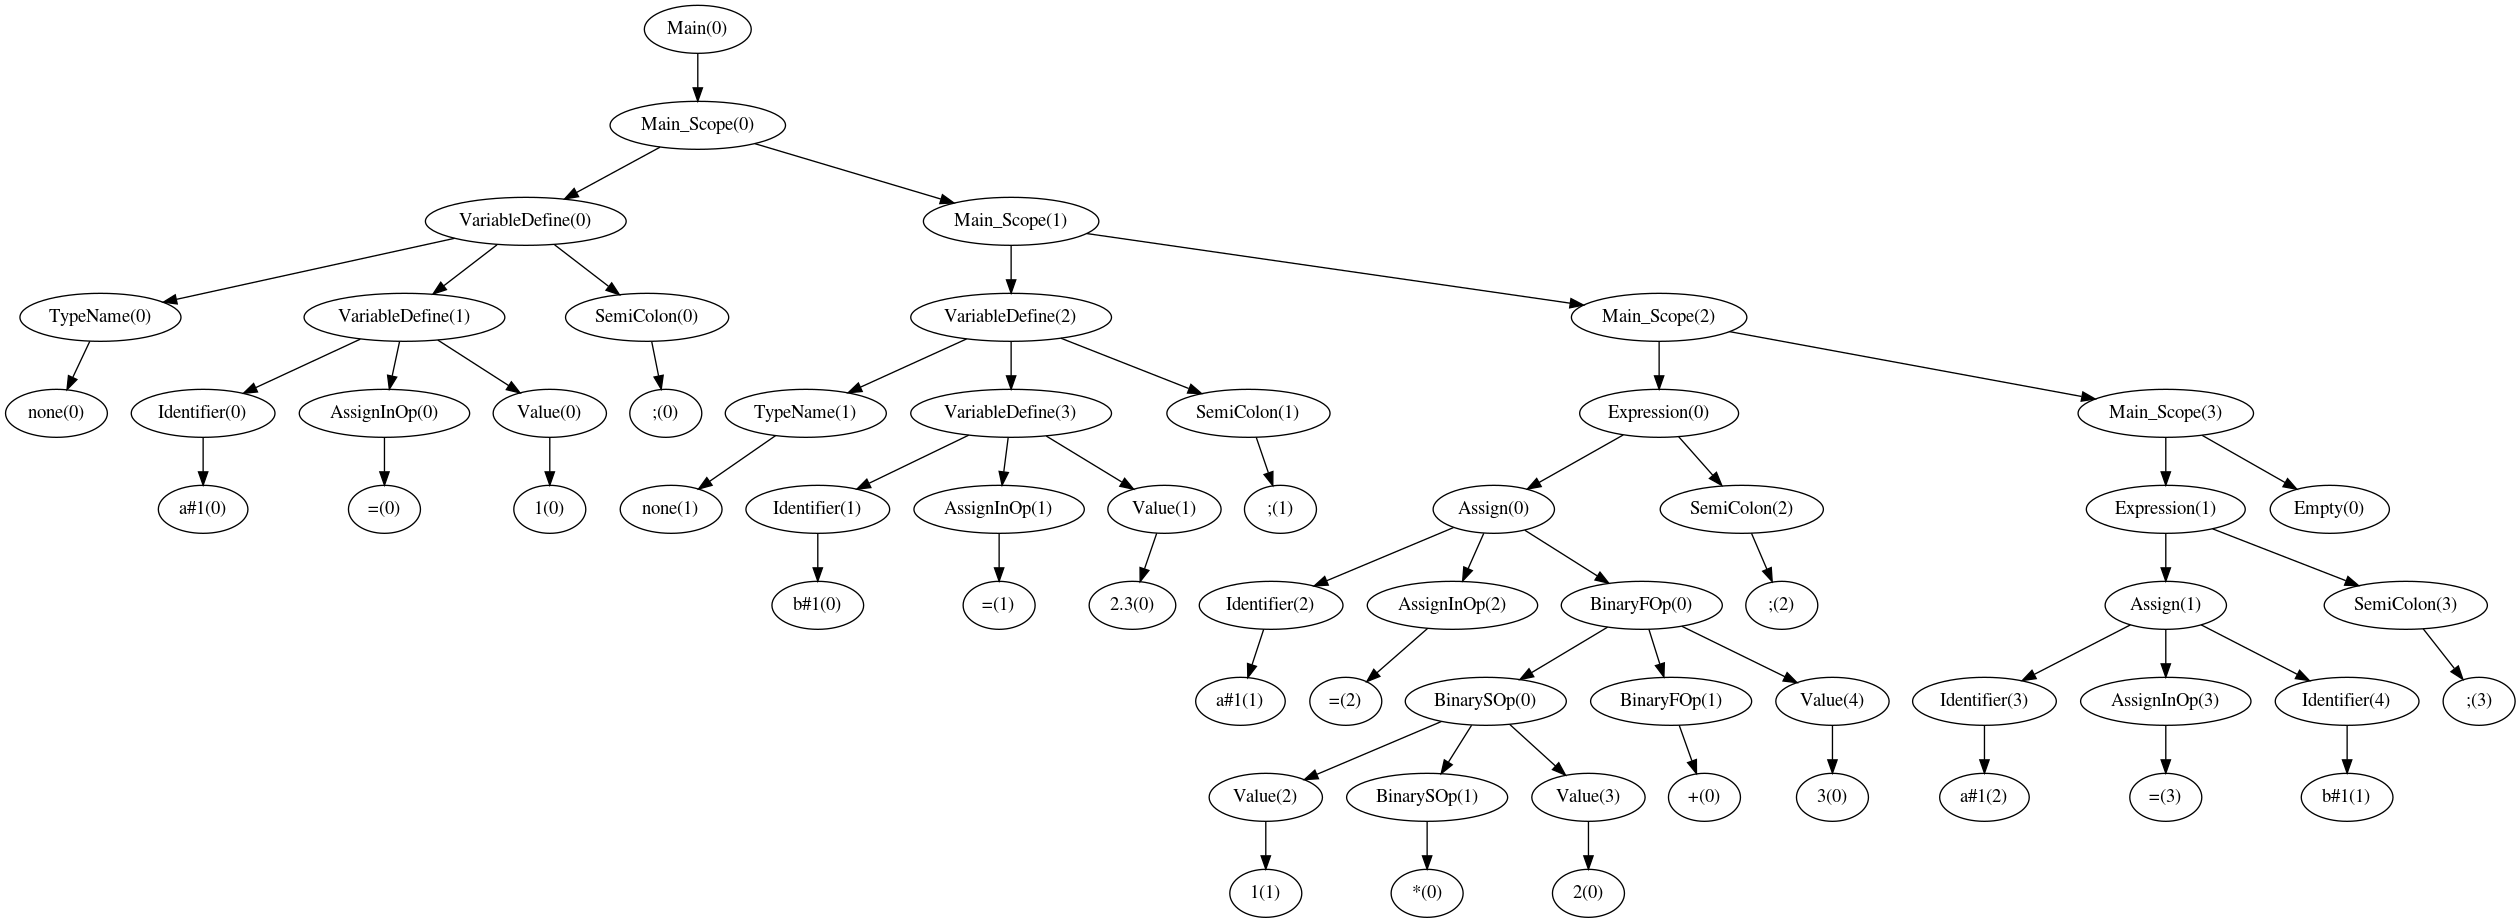 Main(0)
Main_Scope(0)
VariableDefine(0) Main_Scope(1)
TypeName(0) VariableDefine(1) SemiColon(0) VariableDefine(2) Main_Scope(2)
none(0) Identifier(0) AssignInOp(0) Value(0) ;(0) TypeName(1) VariableDefine(3) SemiColon(1) Expression(0) Main_Scope(3)
a#1(0) =(0) 1(0) none(1) Identifier(1) AssignInOp(1) Value(1) ;(1) Assign(0) SemiColon(2) Expression(1) Empty(0)
b#1(0) =(1) 2.3(0) Identifier(2) AssignInOp(2) BinaryFOp(0) ;(2) Assign(1) SemiColon(3)
a#1(1) =(2) BinarySOp(0) BinaryFOp(1) Value(4) Identifier(3) AssignInOp(3) Identifier(4) ;(3)
Value(2) BinarySOp(1) Value(3) +(0) 3(0) a#1(2) =(3) b#1(1)
1(1) *(0) 2(0)